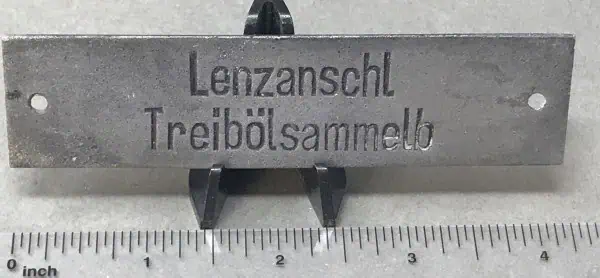 Lenzanschl
Treibölsammelb
0 1 2 3 4
inch